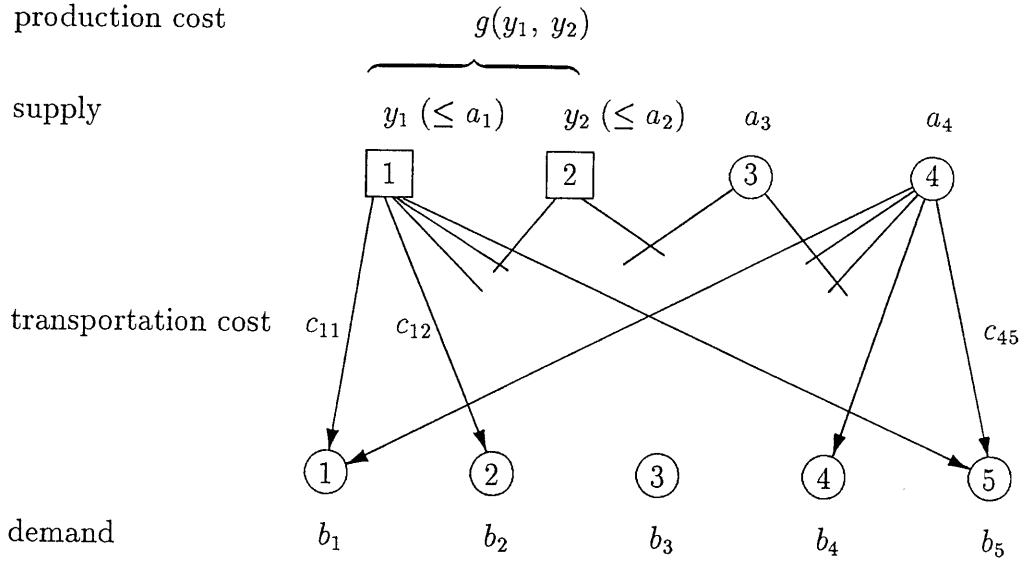 production cost g(y₁, y₂)
supply y₁ (≤ a₁) y₂ (≤ a₂) a₃ a₄
1 2 3 4
transportation cost c₁₁ c₁₂ c₄₅
1 2 3 4 5
demand b₁ b₂ b₃ b₄ b₅